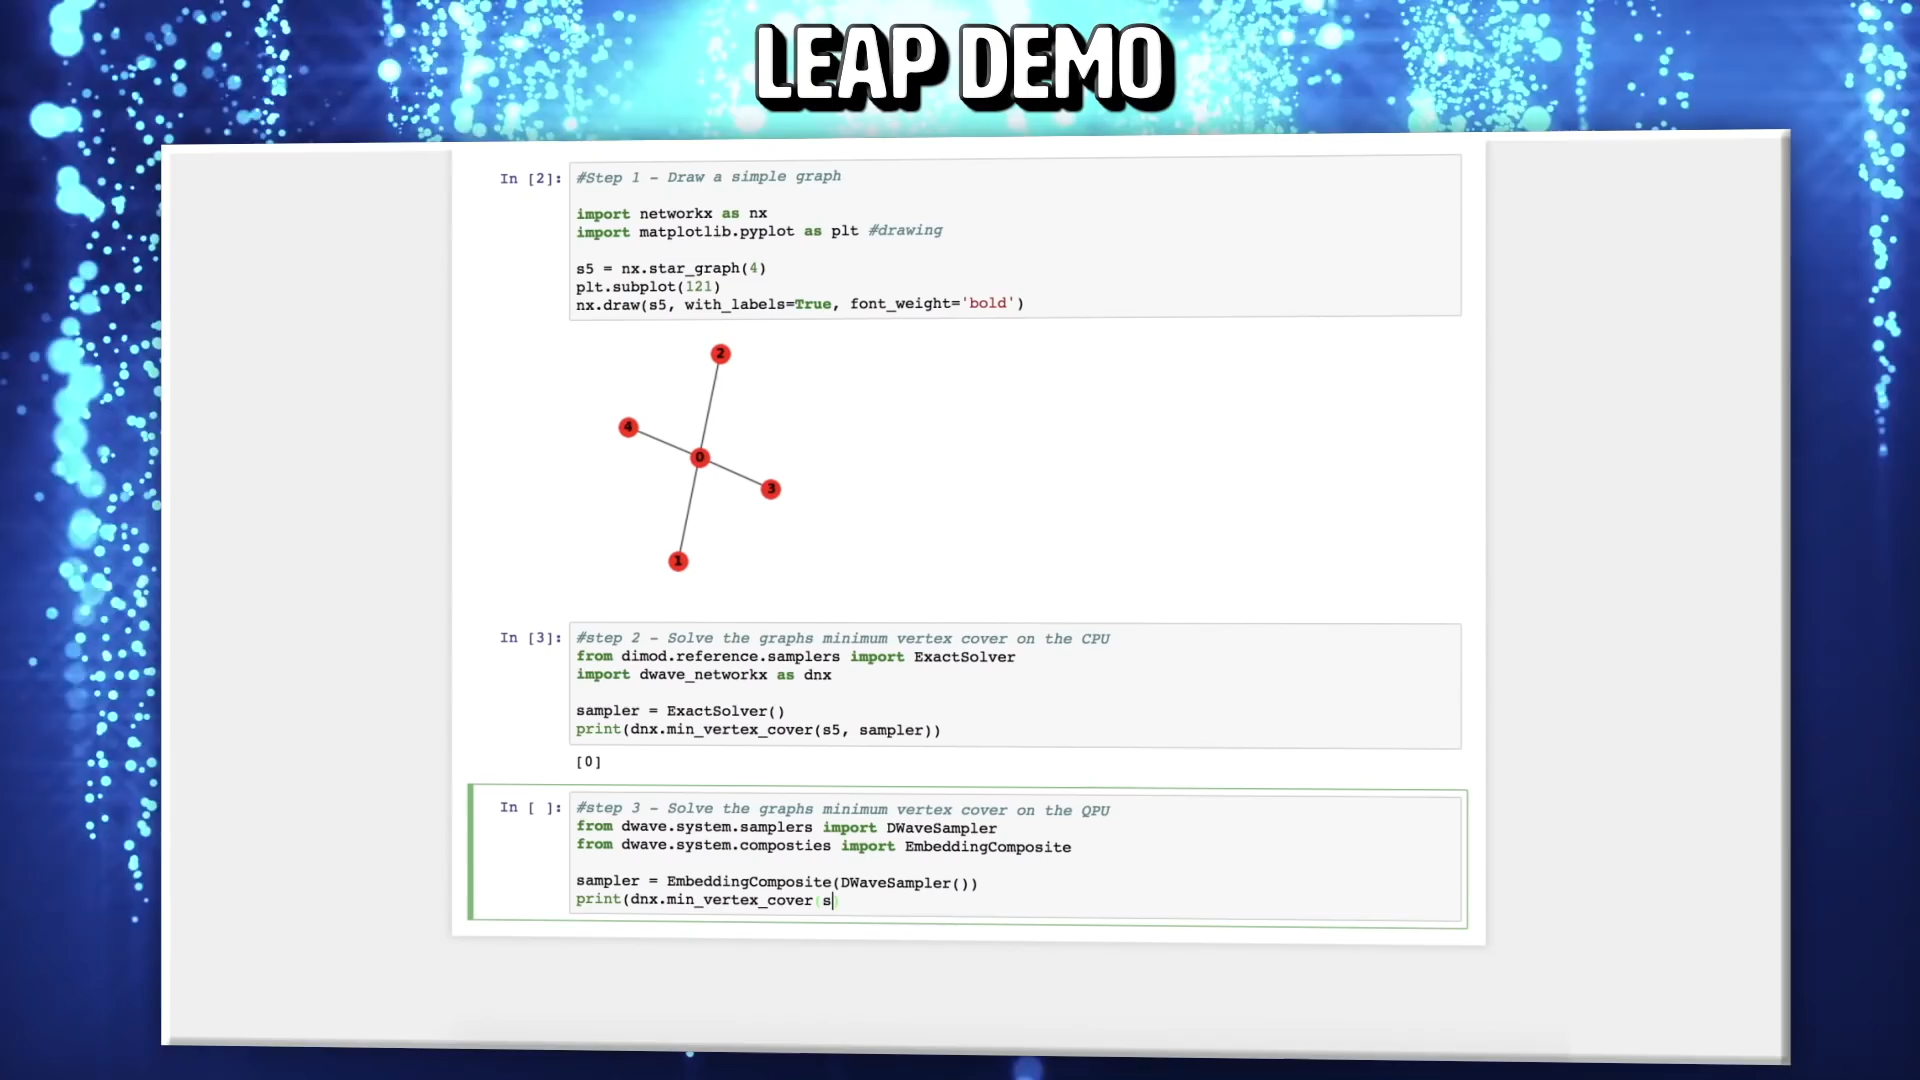 LEAP DEMO
In [2]:
#Step 1 - Draw a simple graph
import networkx as nx
import matplotlib.pyplot as plt #drawing
s5 = nx.star_graph(4)
plt.subplot(121)
nx.draw(s5, with_labels=True, font_weight='bold')
2
4
0
3
1
In [3]:
#step 2 - Solve the graphs minimum vertex cover on the CPU
from dimod.reference.samplers import ExactSolver
import dwave_networkx as dnx
sampler = ExactSolver()
print(dnx.min_vertex_cover(s5, sampler))
[0]
In [ ]:
#step 3 - Solve the graphs minimum vertex cover on the QPU
from dwave.system.samplers import DWaveSampler
from dwave.system.composties import EmbeddingComposite
sampler = EmbeddingComposite(DWaveSampler())
print(dnx.min_vertex_cover(s)